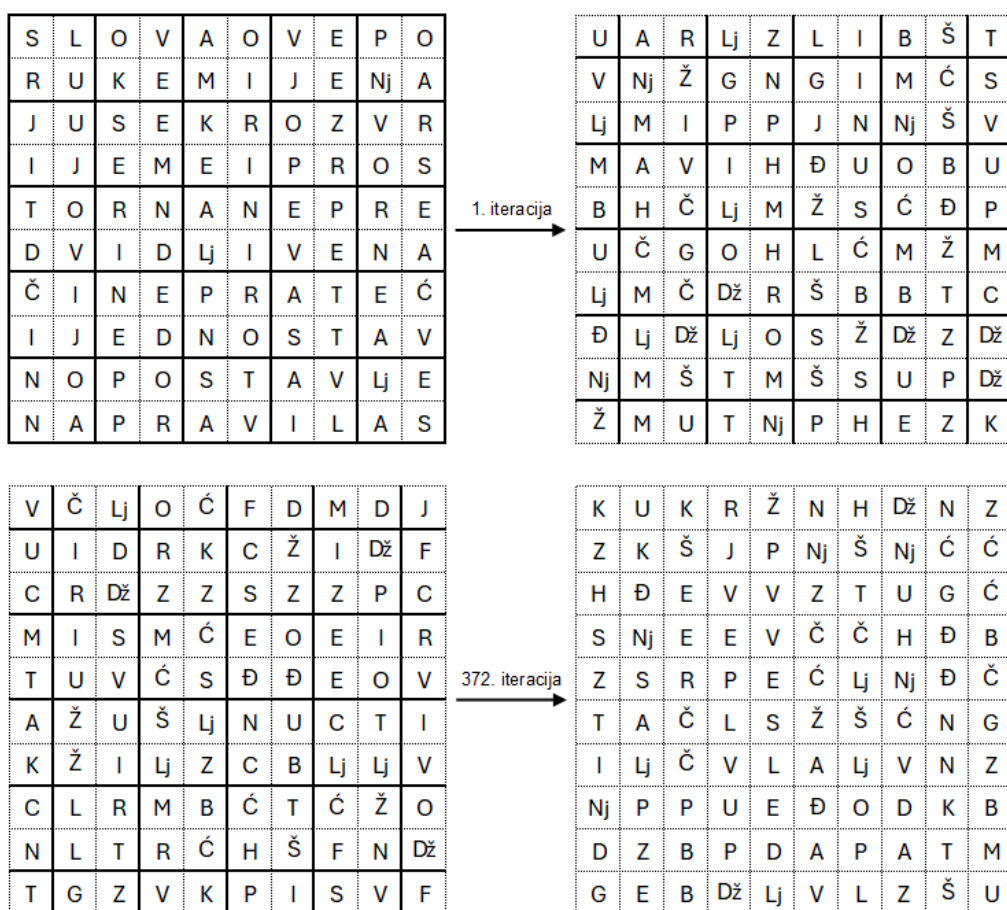 S L O V A O V E P O
R U K E M I J E Nj A
J U S E K R O Z V R
I J E M E I P R O S
T O R N A N E P R E
D V I D Lj I V E N A
Č I N E P R A T E Ć
I J E D N O S T A V
N O P O S T A V Lj E
N A P R A V I L A S
1. iteracija
U A R Lj Z L I B Š T
V Nj Ž G N G I M Ć S
Lj M I P P J N Nj Š V
M A V I H Đ U O B U
B H Č Lj M Ž S Ć Đ P
U Č G O H L Ć M Ž M
Lj M Č Dž R Š B B T C
Đ Lj Dž Lj O S Ž Dž Z Dž
Nj M Š T M Š S U P Dž
Ž M U T Nj P H E Z K
V Č Lj O Ć F D M D J
U I D R K C Ž I Dž F
C R Dž Z Z S Z Z P C
M I S M Ć E O E I R
T U V Ć S Đ Đ E O V
A Ž U Š Lj N U C T I
K Ž I Lj Z C B Lj Lj V
C L R M B Ć T Ć Ž O
N L T R Ć H Š F N Dž
T G Z V K P I S V F
372. iteracija
K U K R Ž N H Dž N Z
Z K Š J P Nj Š Nj Ć Ć
H Đ E V V Z T U G Ć
S Nj E E V Č Č H Đ B
Z S R P E Ć Lj Nj Đ Č
T A Č L S Ž Š Ć N G
I Lj Č V L A Lj V N Z
Nj P P U E Đ O D K B
D Z B P D A P A T M
G E B Dž Lj V L Z Š U